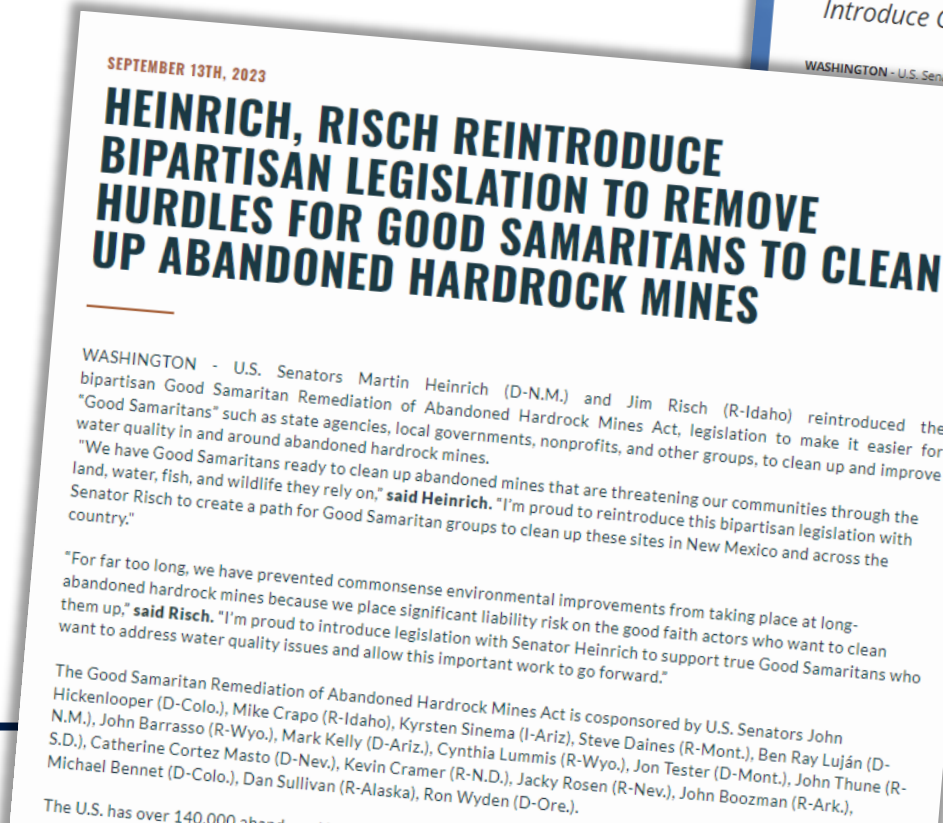 Introduce
WASHINGTON - U.S. Sen
SEPTEMBER 13TH, 2023
HEINRICH, RISCH REINTRODUCE
BIPARTISAN LEGISLATION TO REMOVE
HURDLES FOR GOOD SAMARITANS TO CLEAN
UP ABANDONED HARDROCK MINES
WASHINGTON - U.S. Senators Martin Heinrich (D-N.M.) and Jim Risch (R-Idaho) reintroduced the
bipartisan Good Samaritan Remediation of Abandoned Hardrock Mines Act, legislation to make it easier for
"Good Samaritans" such as state agencies, local governments, nonprofits, and other groups, to clean up and improve
water quality in and around abandoned hardrock mines.
"We have Good Samaritans ready to clean up abandoned mines that are threatening our communities through the
land, water, fish, and wildlife they rely on," said Heinrich. "I'm proud to reintroduce this bipartisan legislation with
Senator Risch to create a path for Good Samaritan groups to clean up these sites in New Mexico and across the
country."
"For far too long, we have prevented commonsense environmental improvements from taking place at long-
abandoned hardrock mines because we place significant liability risk on the good faith actors who want to clean
them up," said Risch. "I'm proud to introduce legislation with Senator Heinrich to support true Good Samaritans who
want to address water quality issues and allow this important work to go forward."
The Good Samaritan Remediation of Abandoned Hardrock Mines Act is cosponsored by U.S. Senators John
Hickenlooper (D-Colo.), Mike Crapo (R-Idaho), Kyrsten Sinema (I-Ariz), Steve Daines (R-Mont.), Ben Ray Luján (D-
N.M.), John Barrasso (R-Wyo.), Mark Kelly (D-Ariz.), Cynthia Lummis (R-Wyo.), Jon Tester (D-Mont.), John Thune (R-
S.D.), Catherine Cortez Masto (D-Nev.), Kevin Cramer (R-N.D.), Jacky Rosen (R-Nev.), John Boozman (R-Ark.),
Michael Bennet (D-Colo.), Dan Sullivan (R-Alaska), Ron Wyden (D-Ore.).
The U.S. has over 140,000